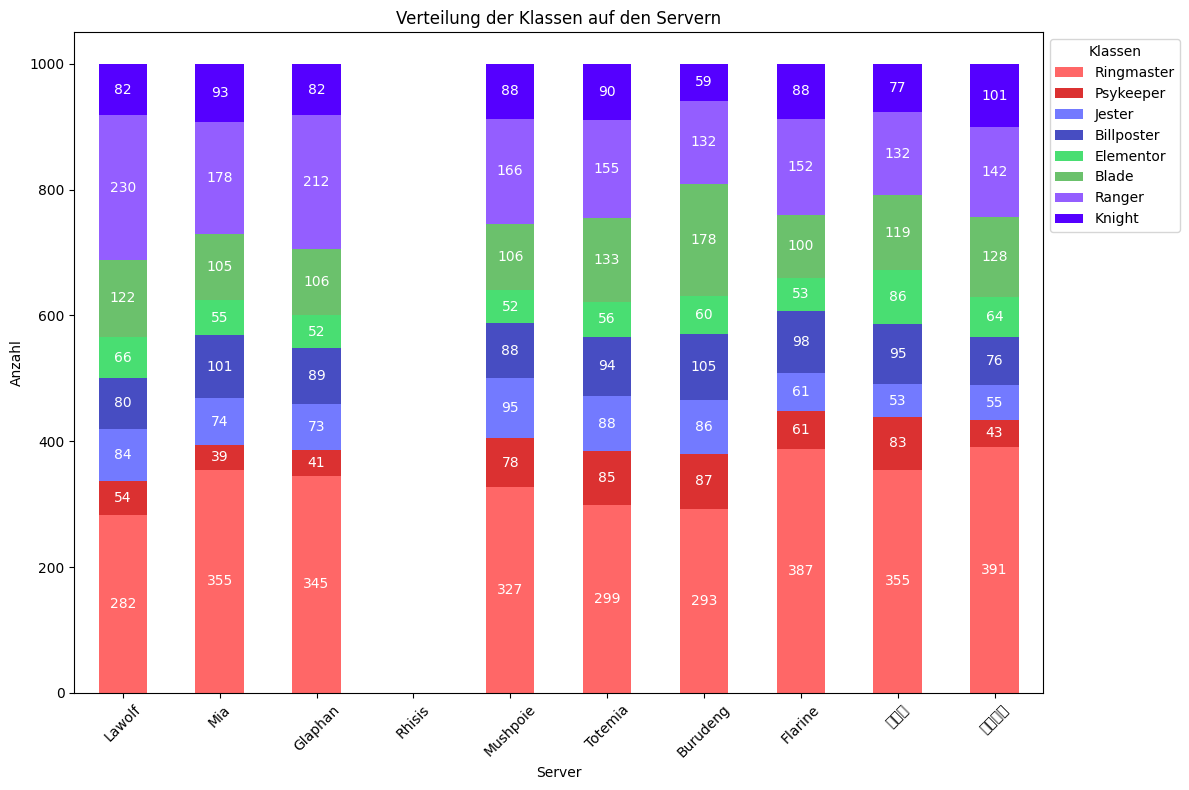 Verteilung der Klassen auf den Servern
Klassen
Ringmaster
Psykeeper
Jester
Billposter
Elementor
Blade
Ranger
Knight
Anzahl
1000
800
600
400
200
0
82 93 82 88 90 59 88 77 101
230 178 212 166 155 132 152 132 142
122 105 106 106 133 178 100 119 128
66 55 52 52 56 60 53 86 64
80 101 89 88 94 105 98 95 76
84 74 73 95 88 86 61 53 55
54 39 41 78 85 87 61 83 43
282 355 345 327 299 293 387 355 391
Lawolf Mia Glaphan Rhisis Mushpoie Totemia Burudeng Flarine
Server